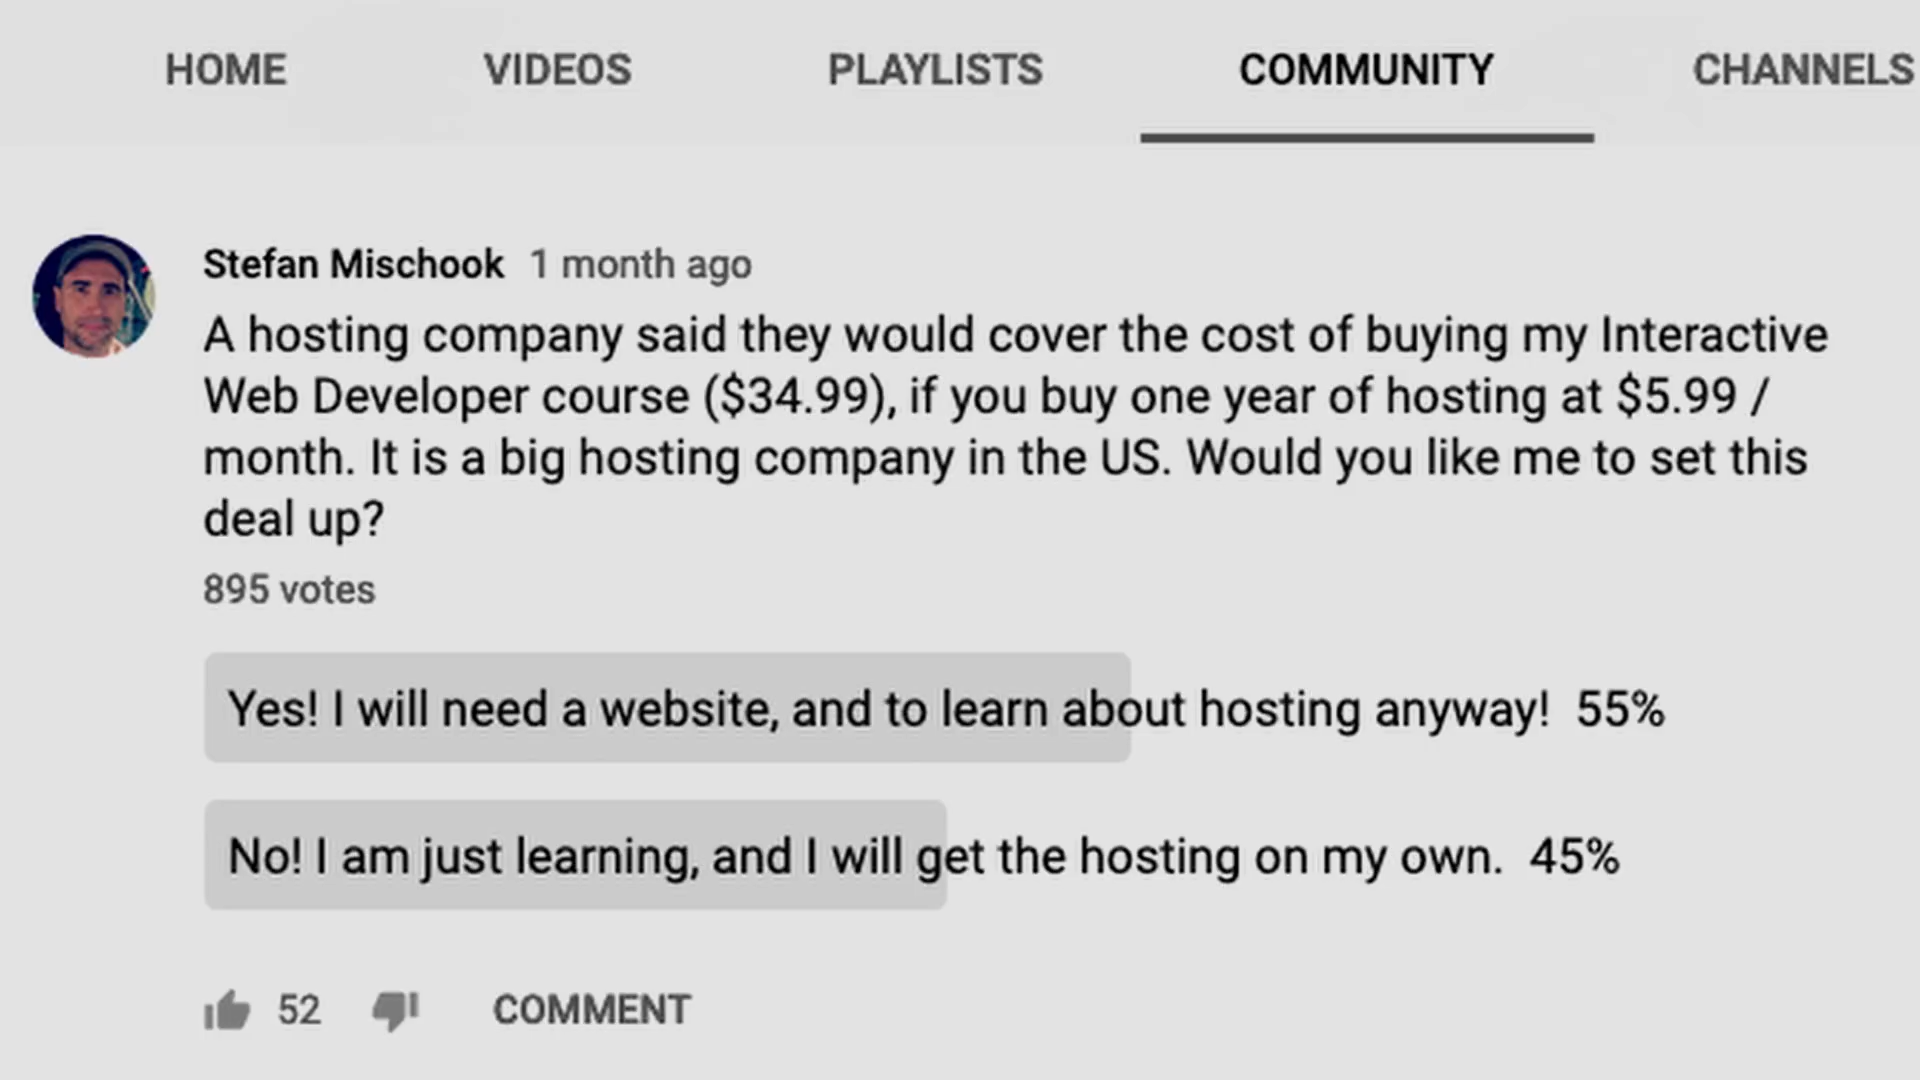 HOME VIDEOS PLAYLISTS COMMUNITY CHANNELS
Stefan Mischook 1 month ago
A hosting company said they would cover the cost of buying my Interactive
Web Developer course ($34.99), if you buy one year of hosting at $5.99 /
month. It is a big hosting company in the US. Would you like me to set this
deal up?
895 votes
Yes! I will need a website, and to learn about hosting anyway! 55%
No! I am just learning, and I will get the hosting on my own. 45%
52 COMMENT